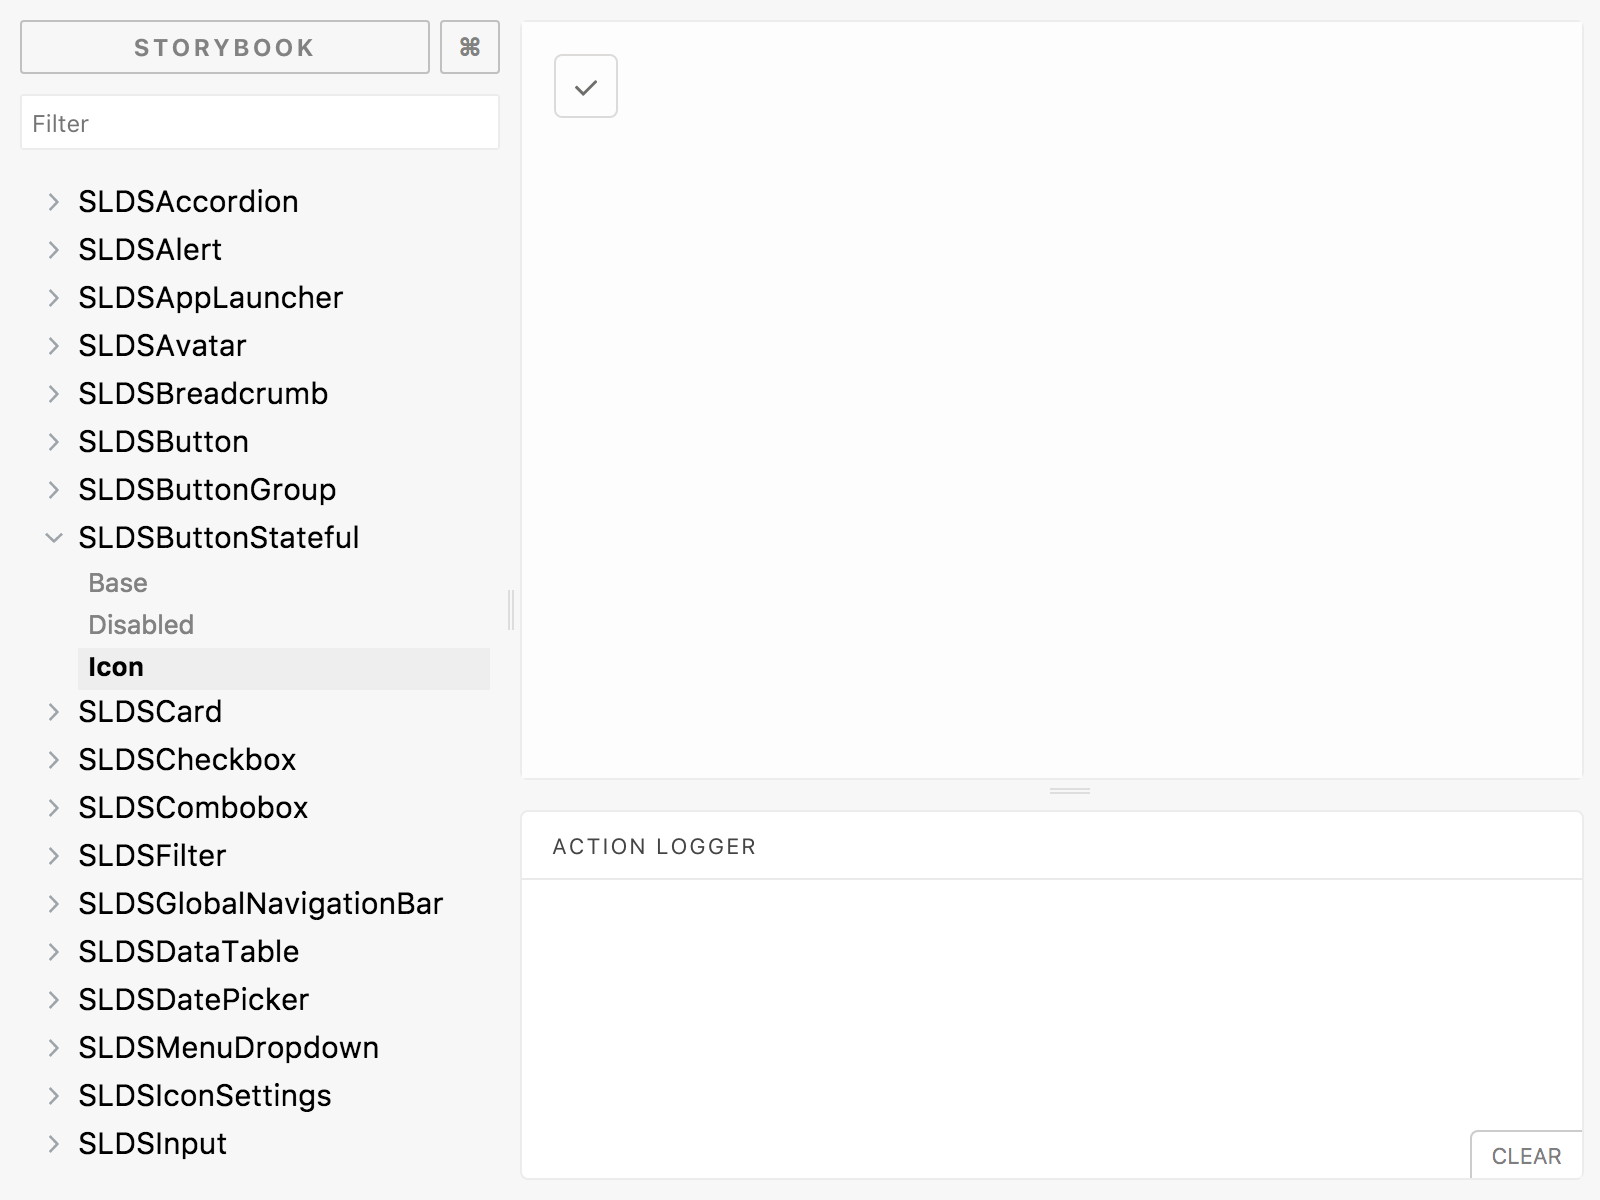 STORYBOOK ⌘
Filter
SLDSAccordion
SLDSAlert
SLDSAppLauncher
SLDSAvatar
SLDSBreadcrumb
SLDSButton
SLDSButtonGroup
SLDSButtonStateful
Base
Disabled
Icon
SLDSCard
SLDSCheckbox
SLDSCombobox
SLDSFilter
SLDSGlobalNavigationBar
SLDSDataTable
SLDSDatePicker
SLDSMenuDropdown
SLDSIconSettings
SLDSInput
ACTION LOGGER
CLEAR